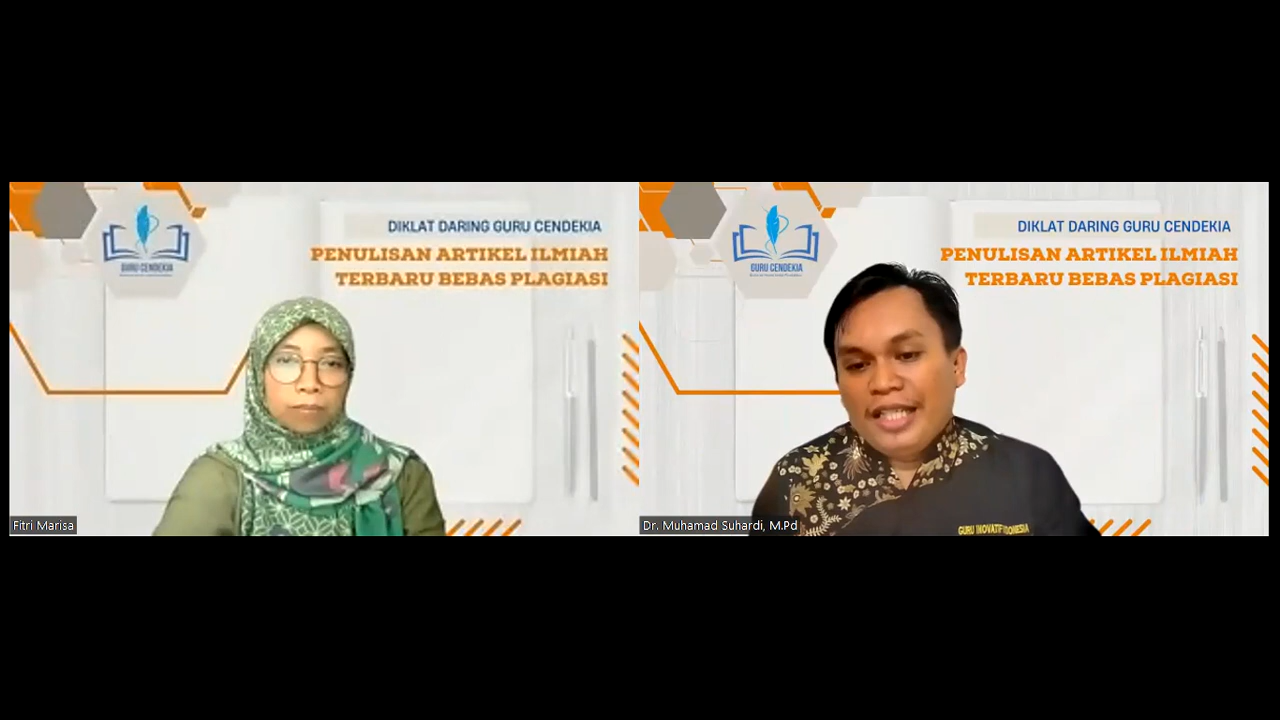 GURU CENDEKIA
DIKLAT DARING GURU CENDEKIA
PENULISAN ARTIKEL ILMIAH
TERBARU BEBAS PLAGIASI
Fitri Marisa
GURU CENDEKIA
DIKLAT DARING GURU CENDEKIA
PENULISAN ARTIKEL ILMIAH
TERBARU BEBAS PLAGIASI
GURU INOVATIF INDONESIA
Dr. Muhamad Suhardi, M.Pd